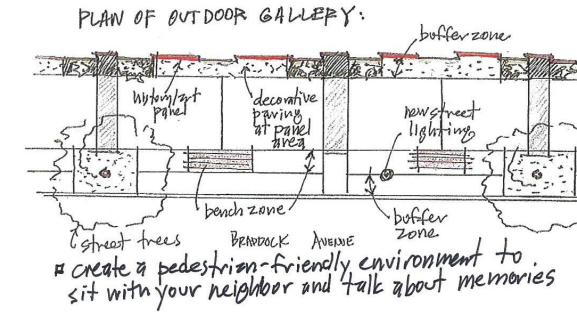 PLAN OF OUTDOOR GALLERY:
buffer zone
history/art
panel
decorative
paving
at panel
area
new street
lighting
bench zone
buffer
zone
street trees
BRADDOCK AVENUE
create a pedestrian-friendly environment to
sit with your neighbor and talk about memories